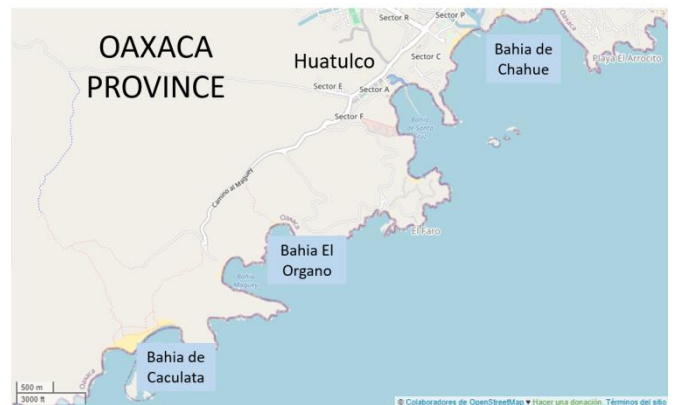 OAXACA
PROVINCE
Huatulco
Sector R
Sector P
Sector C
Sector E
Sector A
Sector F
Bahia de
Chahue
Oaxaca
Playa El Arrocito
Bahia
de Santa
Cruz
Camino al Maguey
Oaxaca
El Faro
Bahia El
Organo
Bahia
Maguey
Bahia de
Caculata
Oaxaca
500 m
3000 ft
© Colaboradores de OpenStreetMap ♥ Hacer una donación. Términos del sitio